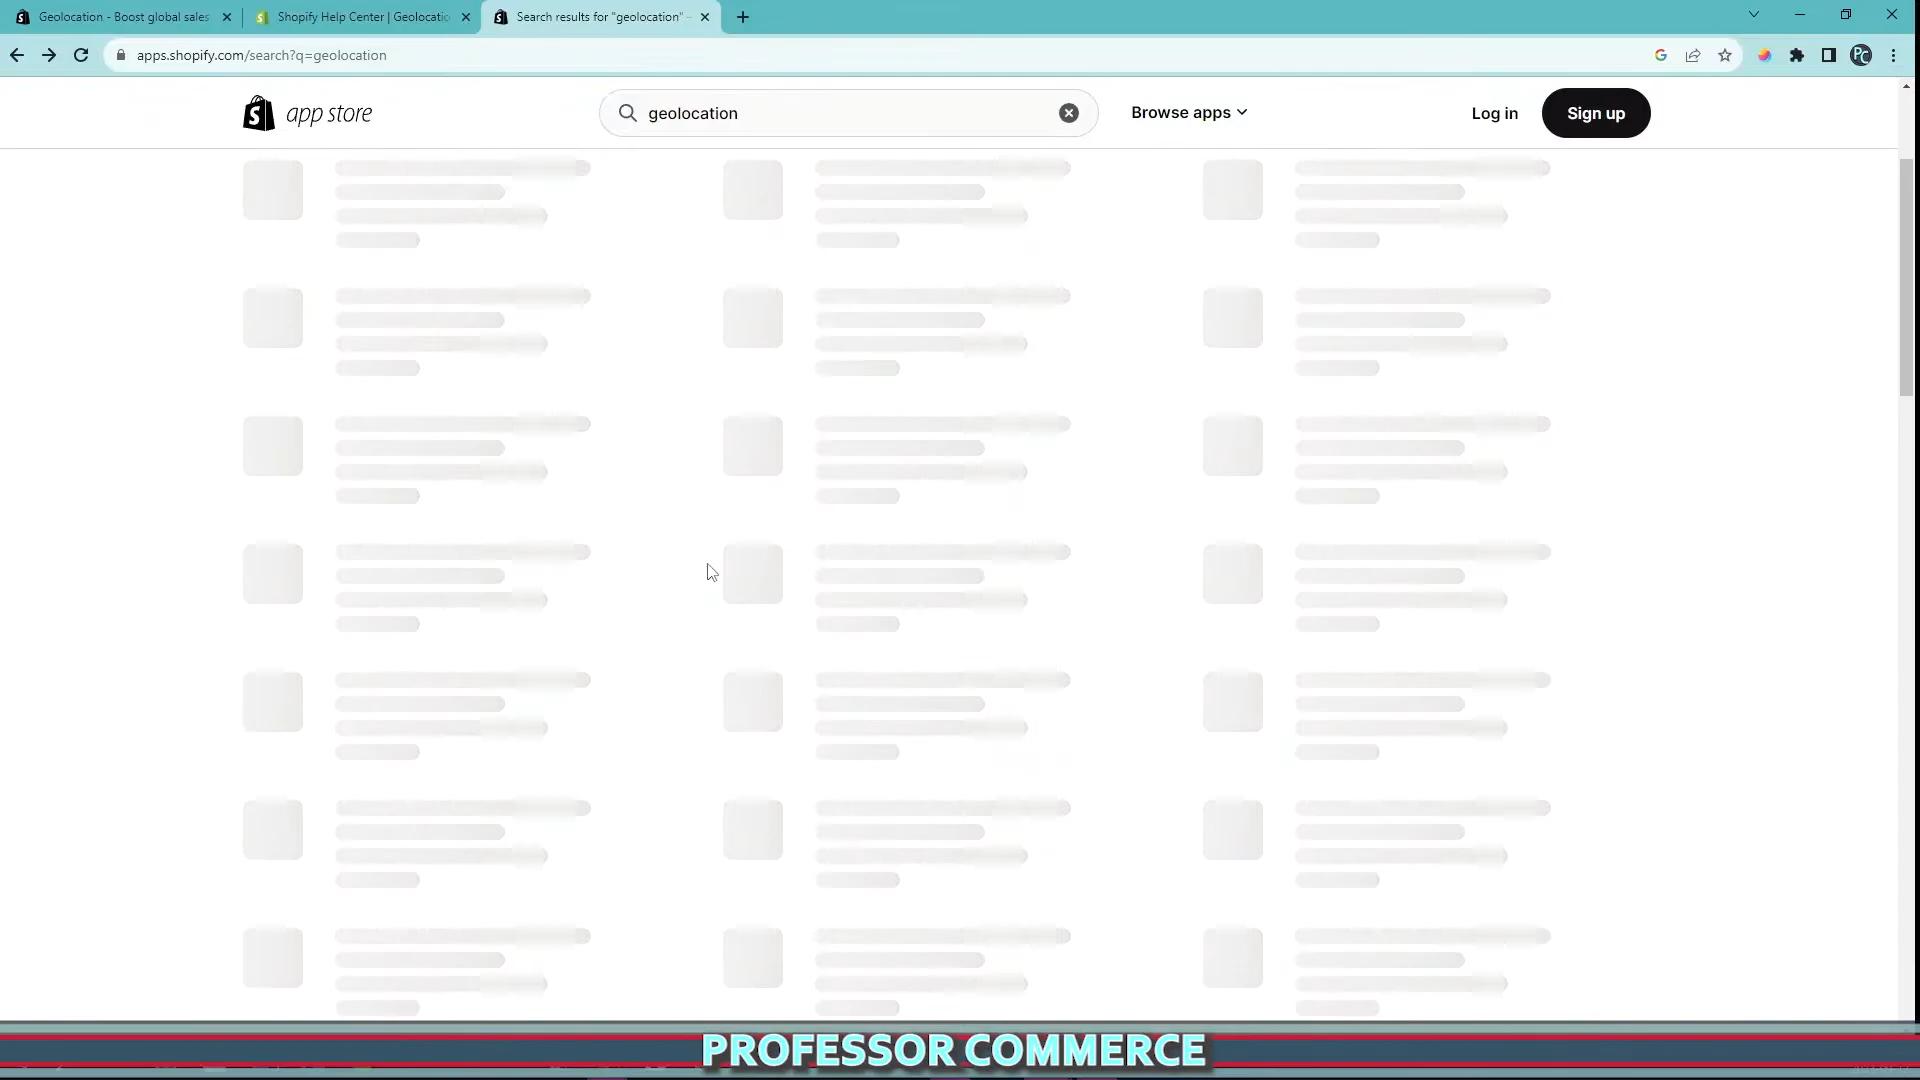 Geolocation - Boost global sales
Shopify Help Center | Geolocatio
Search results for "geolocation" -
apps.shopify.com/search?q=geolocation
app store
geolocation
Browse apps
Log in
Sign up
PROFESSOR COMMERCE